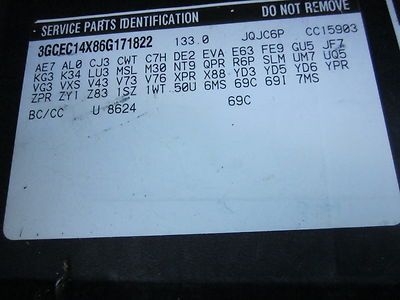 SERVICE PARTS IDENTIFICATION DO NOT REMOVE
3GCEC14X86G171822 133.0 JQJC6P CC15903
AE7 AL0 CJ3 CWT C7H DE2 EVA E63 FE9 GU5 JF7
KG3 K34 LU3 MSL M30 NT9 QPR R6P SLM UM7 UQ5
VG3 VXS V43 V73 V76 XPR X88 YD3 YD5 YD6 YPR
ZPR ZY1 Z83 1SZ 1WT 50U 6MS 69C 69I 7MS
BC/CC U 8624 69C